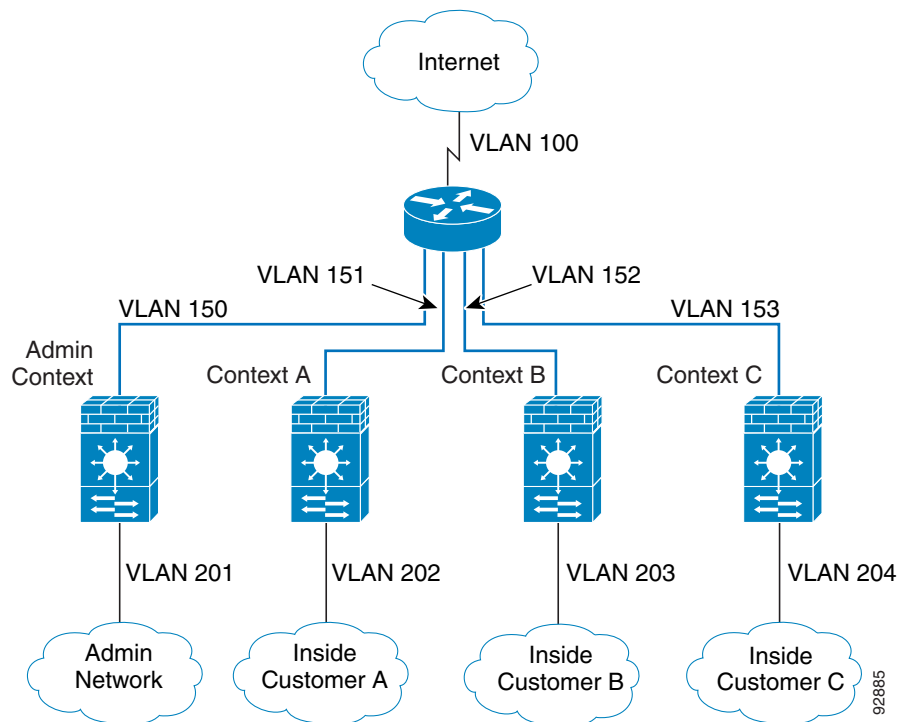 Internet
VLAN 100
VLAN 151
VLAN 152
VLAN 150
VLAN 153
Admin
Context
Context A
Context B
Context C
VLAN 201
VLAN 202
VLAN 203
VLAN 204
Admin
Network
Inside
Customer A
Inside
Customer B
Inside
Customer C
92885